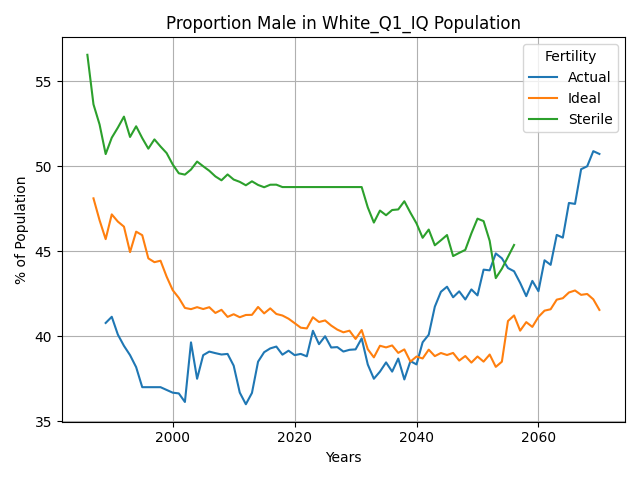 Proportion Male in White_Q1_IQ Population
Fertility
Actual
Ideal
Sterile
% of Population
55
50
45
40
35
2000
2020
2040
2060
Years